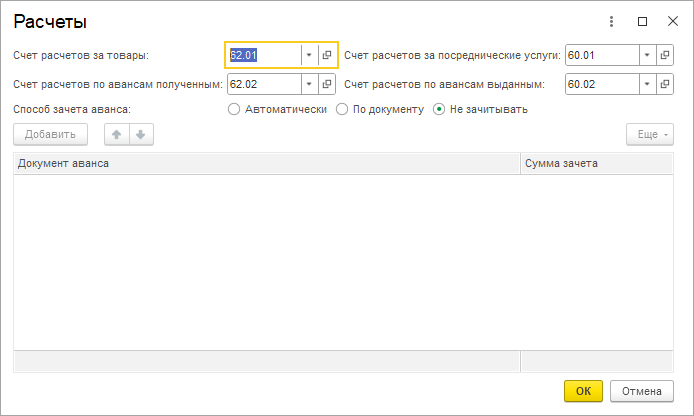 Расчеты
Счет расчетов за товары: 62.01 Счет расчетов за посреднические услуги: 60.01
Счет расчетов по авансам полученным: 62.02 Счет расчетов по авансам выданным: 60.02
Способ зачета аванса: Автоматически По документу Не зачитывать
Добавить Еще
Документ аванса Сумма зачета
ОК Отмена